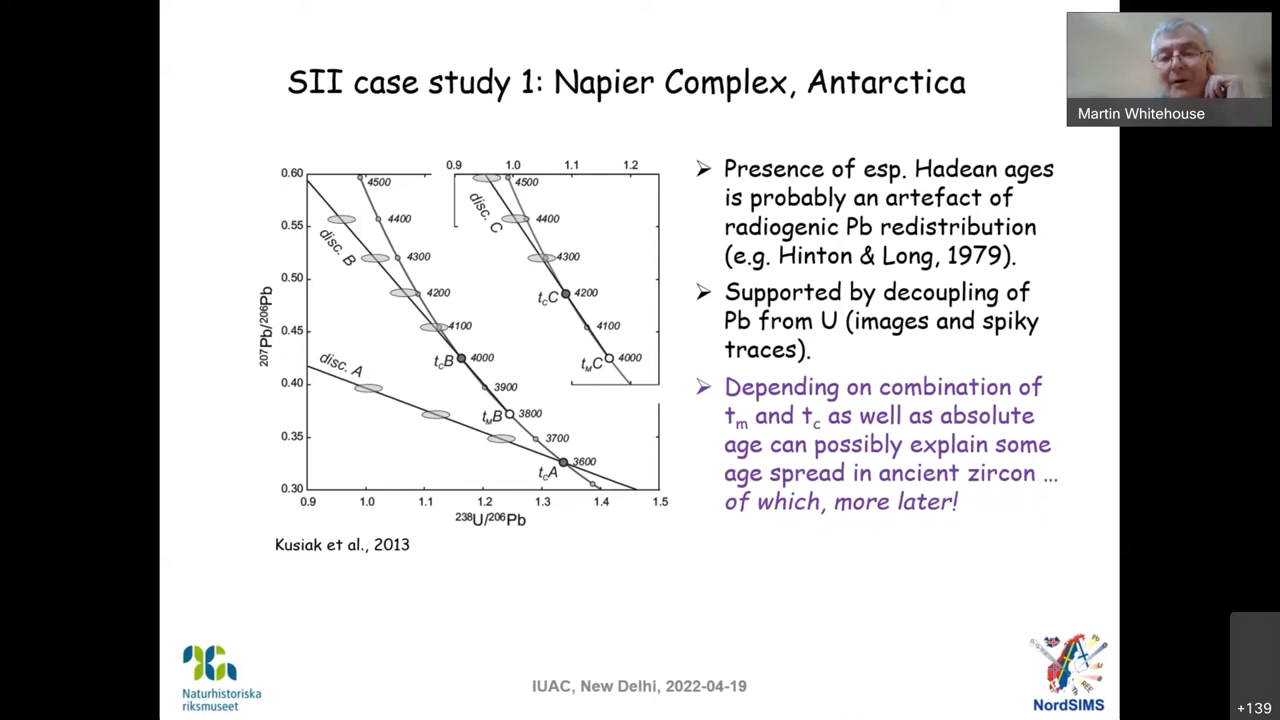 SII case study 1: Napier Complex, Antarctica
Martin Whitehouse
0.9 1.0 1.1 1.2
0.60
0.55
0.50
0.45
0.40
0.35
0.30
207Pb/206Pb
4500
4400
4300
4200
4100
4000
3900
3800
3700
3600
disc. B
disc. A
tCB
tMB
tCA
disc. C
4500
4400
4300
4200
4100
4000
tCC
tMC
0.9 1.0 1.1 1.2 1.3 1.4 1.5
238U/206Pb
Kusiak et al., 2013
➢ Presence of esp. Hadean ages
is probably an artefact of
radiogenic Pb redistribution
(e.g. Hinton & Long, 1979).
➢ Supported by decoupling of
Pb from U (images and spiky
traces).
➢ Depending on combination of
tm and tc as well as absolute
age can possibly explain some
age spread in ancient zircon ...
of which, more later!
Naturhistoriska
riksmuseet
IUAC, New Delhi, 2022-04-19
NordSIMS
+139